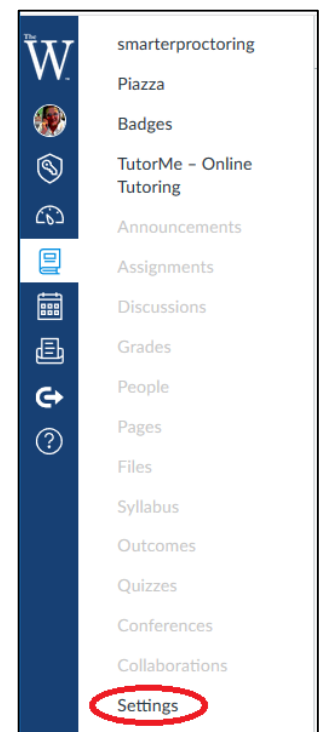 The
W
smarterproctoring
Piazza
Badges
TutorMe – Online
Tutoring
Announcements
Assignments
Discussions
Grades
People
Pages
Files
Syllabus
Outcomes
Quizzes
Conferences
Collaborations
Settings